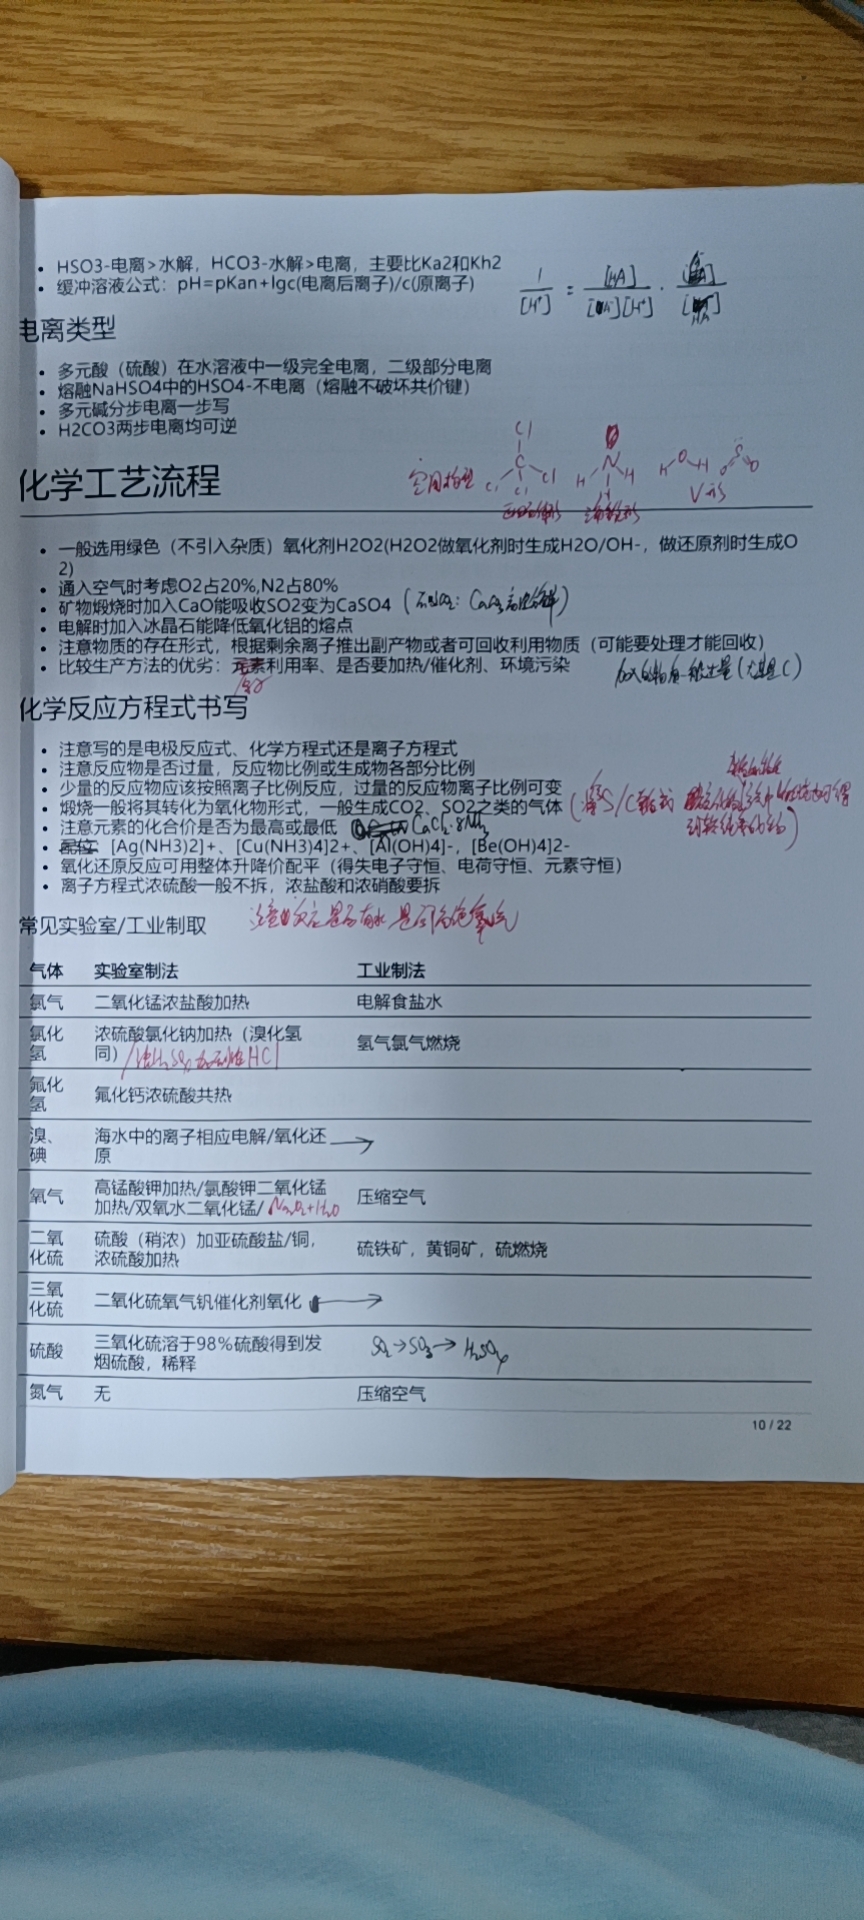 HSO3-电离>水解，HCO3-水解>电离，主要比Ka2和Kh2
缓冲溶液公式：pH=pKan+lgc(电离后离子)/c(原离子)
电离类型
多元酸（硫酸）在水溶液中一级完全电离，二级部分电离
熔融NaHSO4中的HSO4-不电离（熔融不破坏共价键）
多元碱分步电离一步写
H2CO3两步电离均可逆
空间构型
V形
化学工艺流程
一般选用绿色（不引入杂质）氧化剂H2O2(H2O2做氧化剂时生成H2O/OH-，做还原剂时生成O
2)
通入空气时考虑O2占20%,N2占80%
矿物煅烧时加入CaO能吸收SO2变为CaSO4
电解时加入冰晶石能降低氧化铝的熔点
注意物质的存在形式，根据剩余离子推出副产物或者可回收利用物质（可能要处理才能回收）
比较生产方法的优劣：元素利用率、是否要加热/催化剂、环境污染
化学反应方程式书写
注意写的是电极反应式、化学方程式还是离子方程式
注意反应物是否过量，反应物比例或生成物各部分比例
少量的反应物应该按照离子比例反应，过量的反应物离子比例可变
煅烧一般将其转化为氧化物形式，一般生成CO2、SO2之类的气体
注意元素的化合价是否为最高或最低 CaCl2·8NH3
配位：[Ag(NH3)2]+、[Cu(NH3)4]2+、[Al(OH)4]-，[Be(OH)4]2-
氧化还原反应可用整体升降价配平（得失电子守恒、电荷守恒、元素守恒）
离子方程式浓硫酸一般不拆，浓盐酸和浓硝酸要拆
常见实验室/工业制取 注意反应是否有水 是否隔绝氧气
气体 实验室制法 工业制法
氯气 二氧化锰浓盐酸加热 电解食盐水
氯化
氢 浓硫酸氯化钠加热（溴化氢
同） 氢气氯气燃烧
氟化
氢 氟化钙浓硫酸共热
溴、
碘 海水中的离子相应电解/氧化还
原 →
氧气 高锰酸钾加热/氯酸钾二氧化锰
加热/双氧水二氧化锰/Na2O2+H2O 压缩空气
二氧
化硫 硫酸（稍浓）加亚硫酸盐/铜，
浓硫酸加热 硫铁矿，黄铜矿，硫燃烧
三氧
化硫 二氧化硫氧气钒催化剂氧化 →
硫酸 三氧化硫溶于98%硫酸得到发
烟硫酸，稀释 SO2→SO3→H2SO4
氮气 无 压缩空气
10 / 22